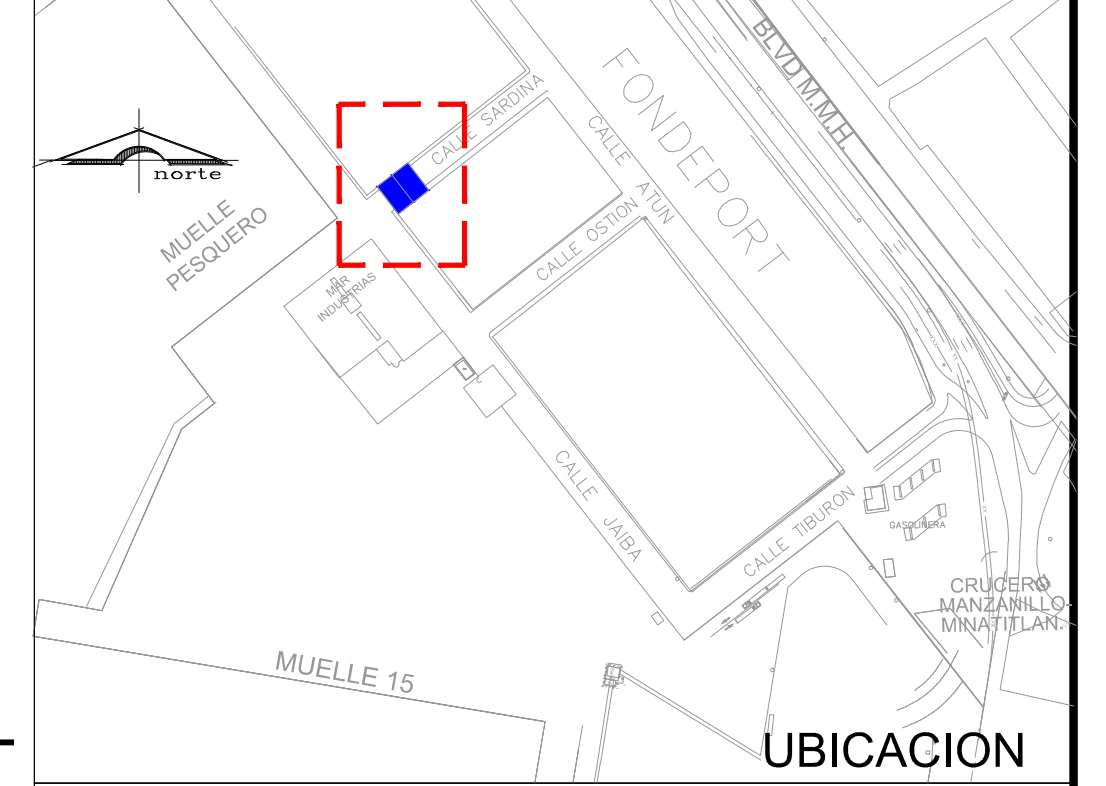 BLVD M.M.H.
FONDEPORT
CALLE SARDINA
CALLE ATUN
norte
MUELLE
PESQUERO
CALLE OSTION
MAR
INDUSTRIAS
CALLE JAIBA
CALLE TIBURON
GASOLINERA
CRUCERO
MANZANILLO-
MINATITLAN.
MUELLE 15
UBICACION